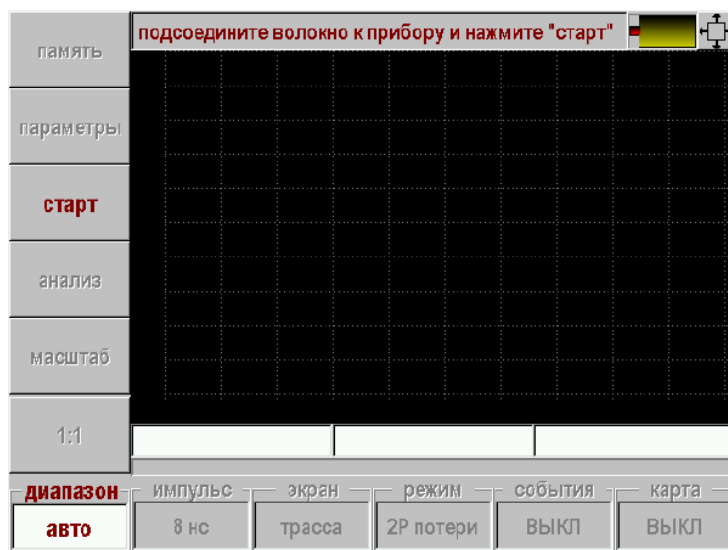 подсоедините волокно к прибору и нажмите "старт"
память
параметры
старт
анализ
масштаб
1:1
диапазон импульс экран режим события карта
авто 8 нс трасса 2P потери ВЫКЛ ВЫКЛ